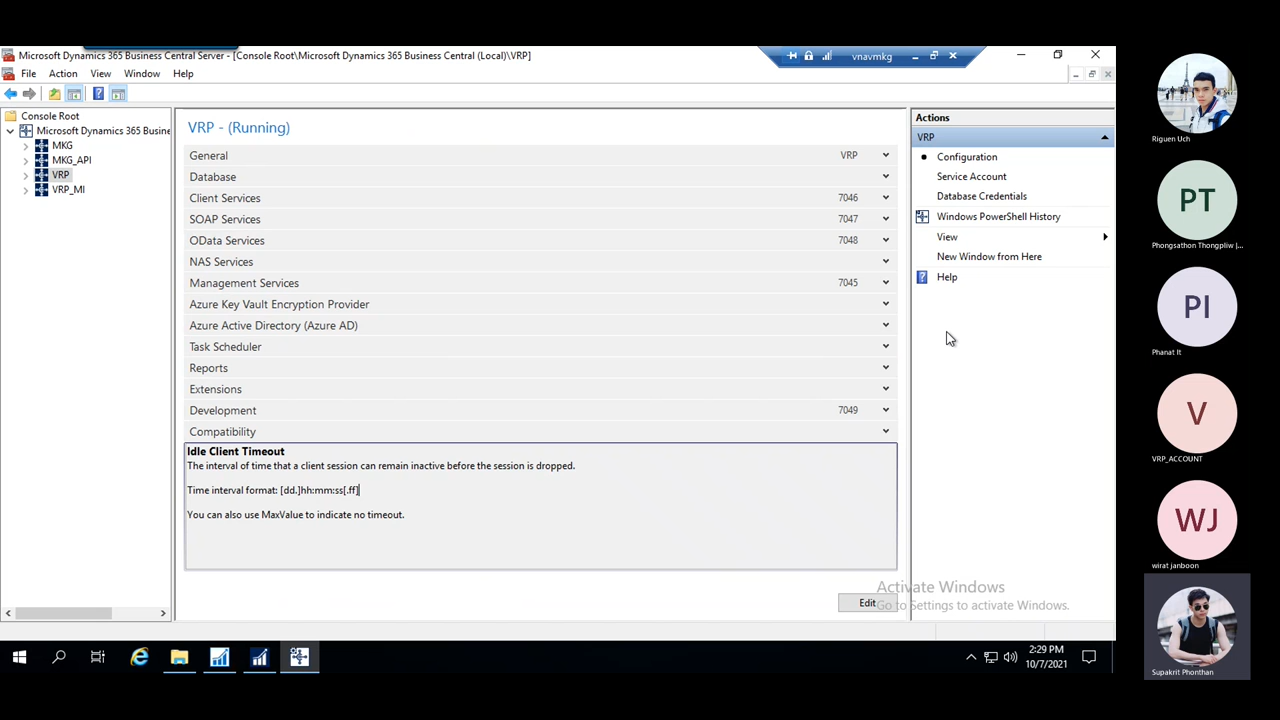 Microsoft Dynamics 365 Business Central Server - [Console Root\Microsoft Dynamics 365 Business Central (Local)\VRP]
vnavmkg
File Action View Window Help
Console Root
Microsoft Dynamics 365 Busine
MKG
MKG_API
VRP
VRP_MI
VRP - (Running)
General VRP
Database
Client Services 7046
SOAP Services 7047
OData Services 7048
NAS Services
Management Services 7045
Azure Key Vault Encryption Provider
Azure Active Directory (Azure AD)
Task Scheduler
Reports
Extensions
Development 7049
Compatibility
Idle Client Timeout
The interval of time that a client session can remain inactive before the session is dropped.
Time interval format: [dd.]hh:mm:ss[.ff]
You can also use MaxValue to indicate no timeout.
Edit
Actions
VRP
Configuration
Service Account
Database Credentials
Windows PowerShell History
View
New Window from Here
Help
Activate Windows
Go to Settings to activate Windows.
2:29 PM
10/7/2021
Riguen Uch
PT
Phongsathon Thongpliw |...
PI
Phanat It
V
VRP_ACCOUNT
WJ
wirat janboon
Supakrit Phonthan